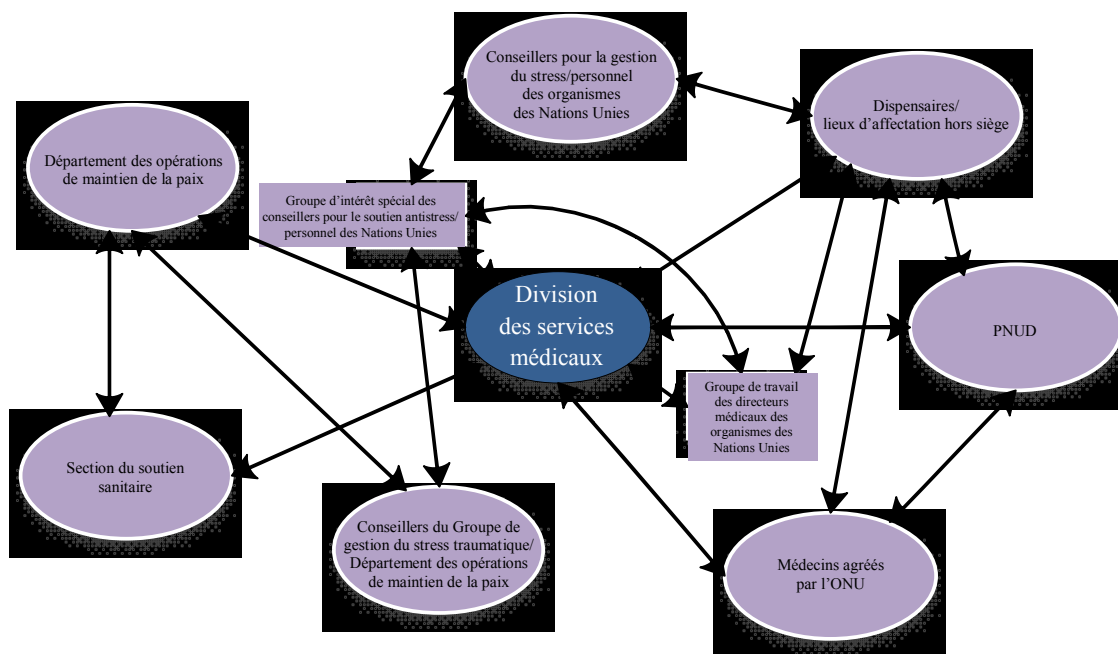 Conseillers pour la gestion
du stress/personnel
des organismes
des Nations Unies
Dispensaires/
lieux d'affectation hors siège
Département des opérations
de maintien de la paix
Groupe d'intérêt spécial des
conseillers pour le soutien antistress/
personnel des Nations Unies
Division
des services
médicaux
PNUD
Groupe de travail
des directeurs
médicaux des
organismes des
Nations Unies
Section du soutien
sanitaire
Conseillers du Groupe de
gestion du stress traumatique/
Département des opérations
de maintien de la paix
Médecins agréés
par l'ONU